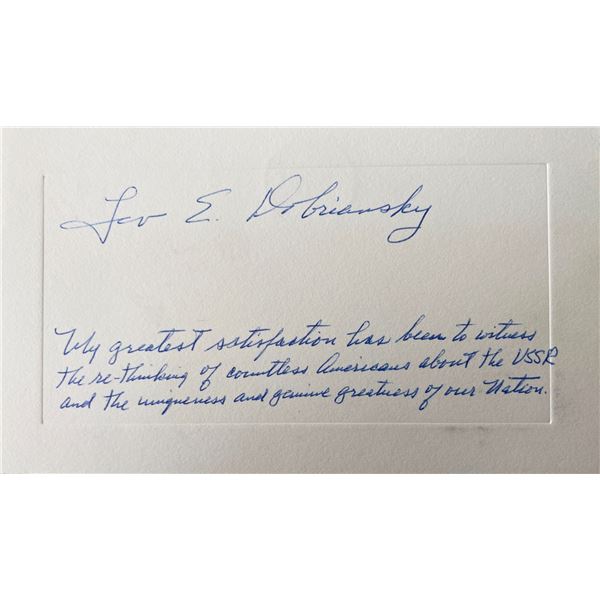 Lev E. Dobriansky
My greatest satisfaction has been to witness
the re-thinking of countless Americans about the USSR
and the uniqueness and genuine greatness of our Nation.